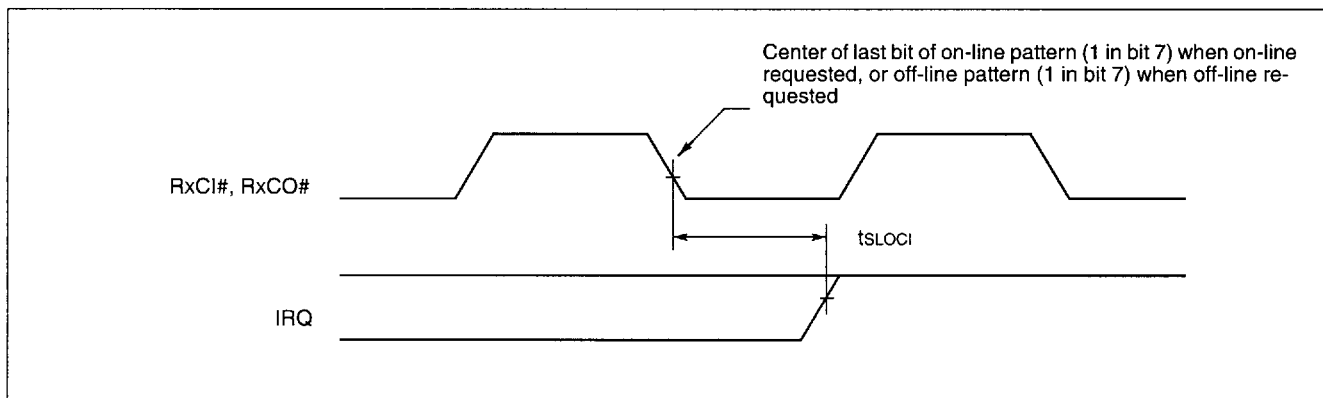 Center of last bit of on-line pattern (1 in bit 7) when on-line
requested, or off-line pattern (1 in bit 7) when off-line re-
quested
RxCI#, RxCO#
tSLOCI
IRQ